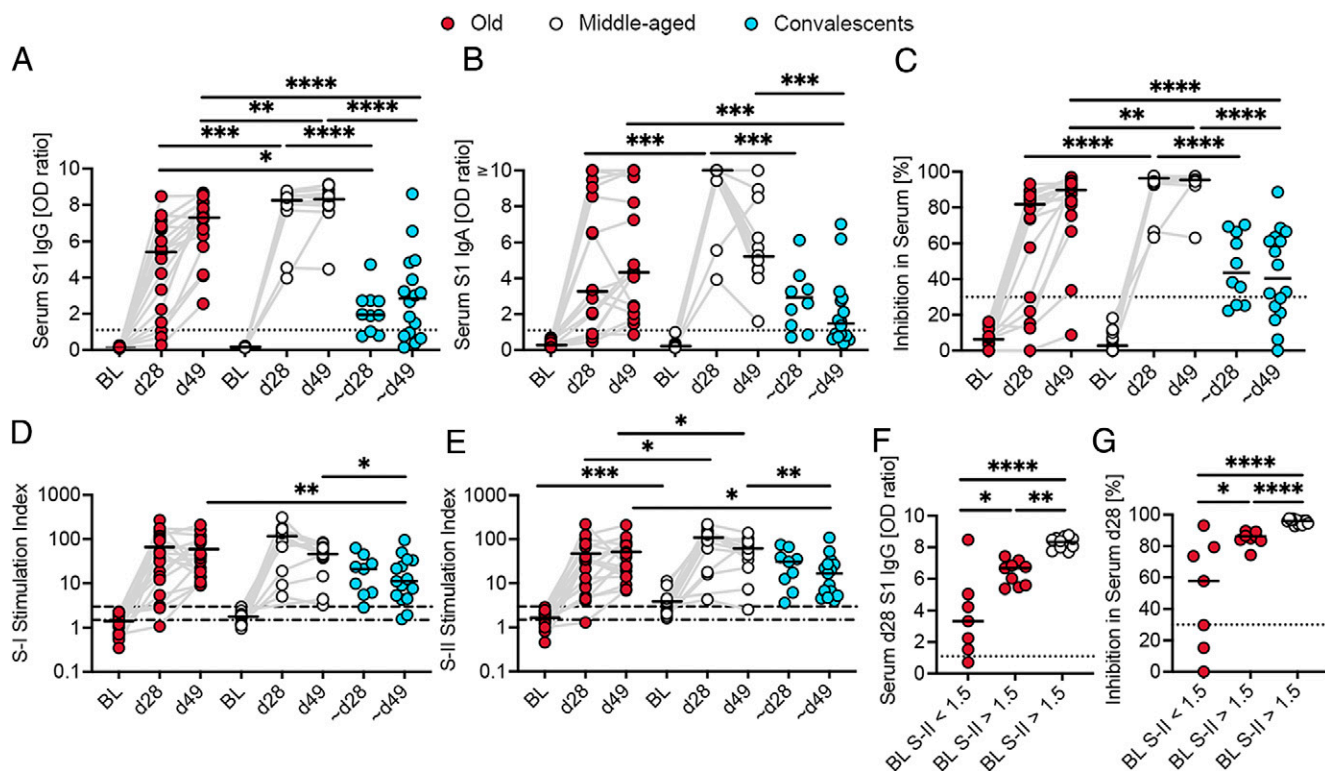 Old Middle-aged Convalescents
A
**** 
** ****
*** ****
*
Serum S1 IgG [OD ratio]
10
8
6
4
2
0
BL d28 d49 BL d28 d49 ~d28 ~d49
B
***
***
*** ***
Serum S1 IgA [OD ratio]
≥ 10
8
6
4
2
0
BL d28 d49 BL d28 d49 ~d28 ~d49
C
****
** ****
**** ****
Inhibition in Serum [%]
100
80
60
40
20
0
BL d28 d49 BL d28 d49 ~d28 ~d49
D
*
**
S-I Stimulation Index
1000
100
10
1
0.1
BL d28 d49 BL d28 d49 ~d28 ~d49
E
*
*
*** **
*
S-II Stimulation Index
1000
100
10
1
0.1
BL d28 d49 BL d28 d49 ~d28 ~d49
F
****
* **
Serum d28 S1 IgG [OD ratio]
10
8
6
4
2
0
BL S-II < 1.5 BL S-II > 1.5 BL S-II > 1.5
G
****
* ****
Inhibition in Serum d28 [%]
100
80
60
40
20
0
BL S-II < 1.5 BL S-II > 1.5 BL S-II > 1.5